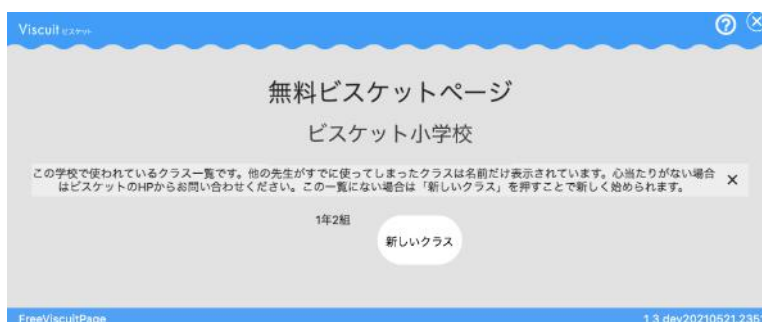 Viscuit ビスケット
無料ビスケットページ
ビスケット小学校
この学校で使われているクラス一覧です。他の先生がすでに使ってしまったクラスは名前だけ表示されています。心当たりがない場合
はビスケットのHPからお問い合わせください。この一覧にない場合は「新しいクラス」を押すことで新しく始められます。
1年2組
新しいクラス
FreeViscuitPage